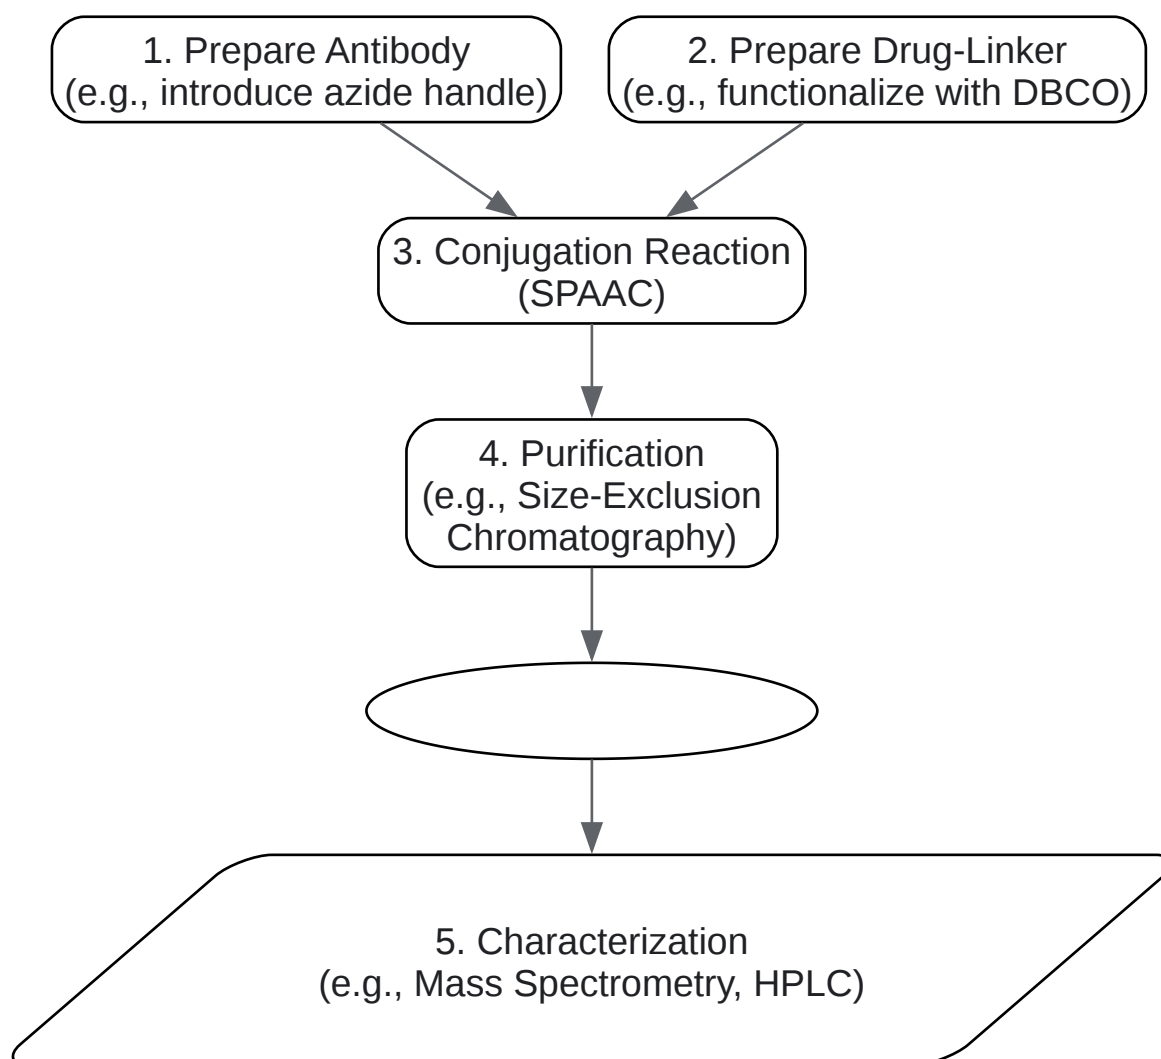 1. Prepare Antibody
(e.g., introduce azide handle)
2. Prepare Drug-Linker
(e.g., functionalize with DBCO)
3. Conjugation Reaction
(SPAAC)
4. Purification
(e.g., Size-Exclusion
Chromatography)
5. Characterization
(e.g., Mass Spectrometry, HPLC)